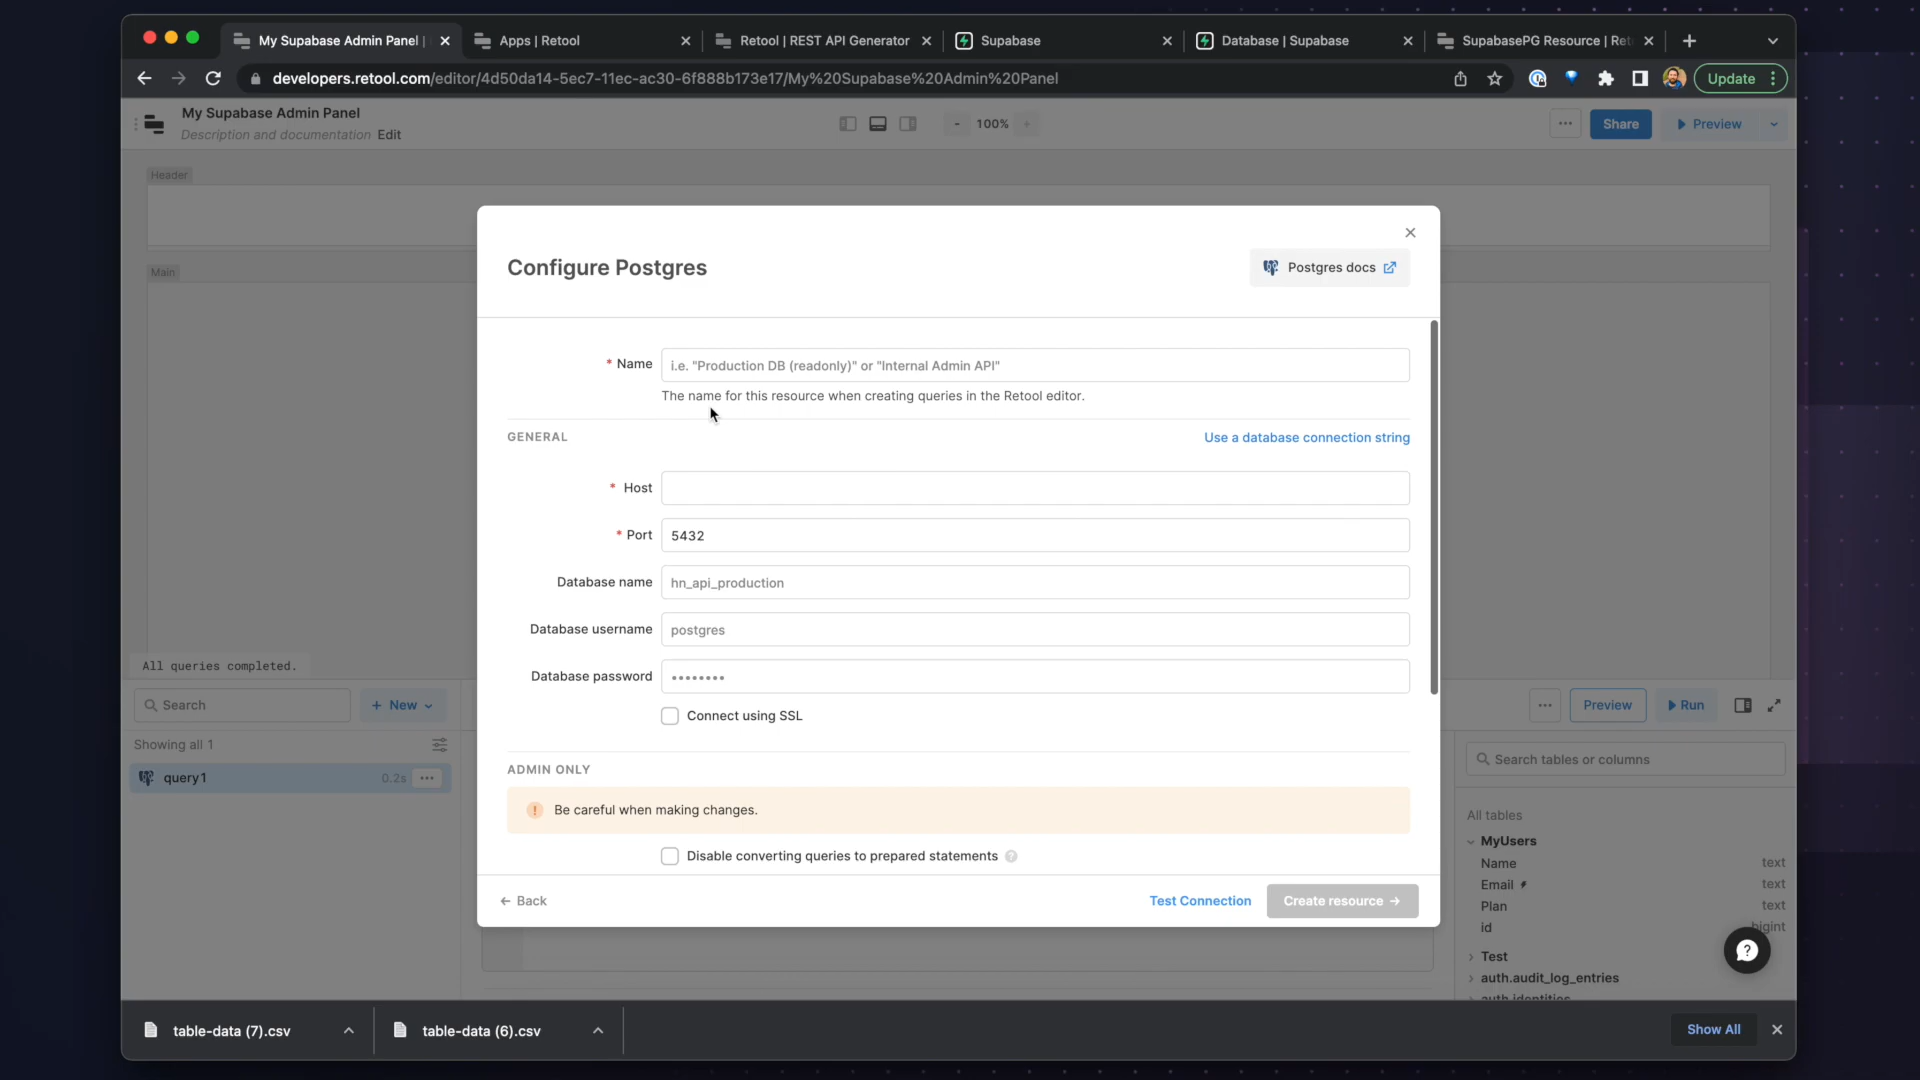 My Supabase Admin Panel |
Apps | Retool
Retool | REST API Generator
Supabase
Database | Supabase
SupabasePG Resource | Ret
developers.retool.com/editor/4d50da14-5ec7-11ec-ac30-6f888b173e17/My%20Supabase%20Admin%20Panel
Update
My Supabase Admin Panel
Description and documentation Edit
- 100% +
Share
Preview
Header
Main
Configure Postgres
Postgres docs
* Name
i.e. "Production DB (readonly)" or "Internal Admin API"
The name for this resource when creating queries in the Retool editor.
GENERAL
Use a database connection string
* Host
* Port
5432
Database name
hn_api_production
Database username
postgres
Database password
••••••••
Connect using SSL
ADMIN ONLY
! Be careful when making changes.
Disable converting queries to prepared statements ?
← Back
Test Connection
Create resource →
All queries completed.
Search
+ New
Showing all 1
query1
0.2s
Preview
Run
Search tables or columns
All tables
MyUsers
Name text
Email text
Plan text
id bigint
Test
auth.audit_log_entries
auth.identities
table-data (7).csv
table-data (6).csv
Show All